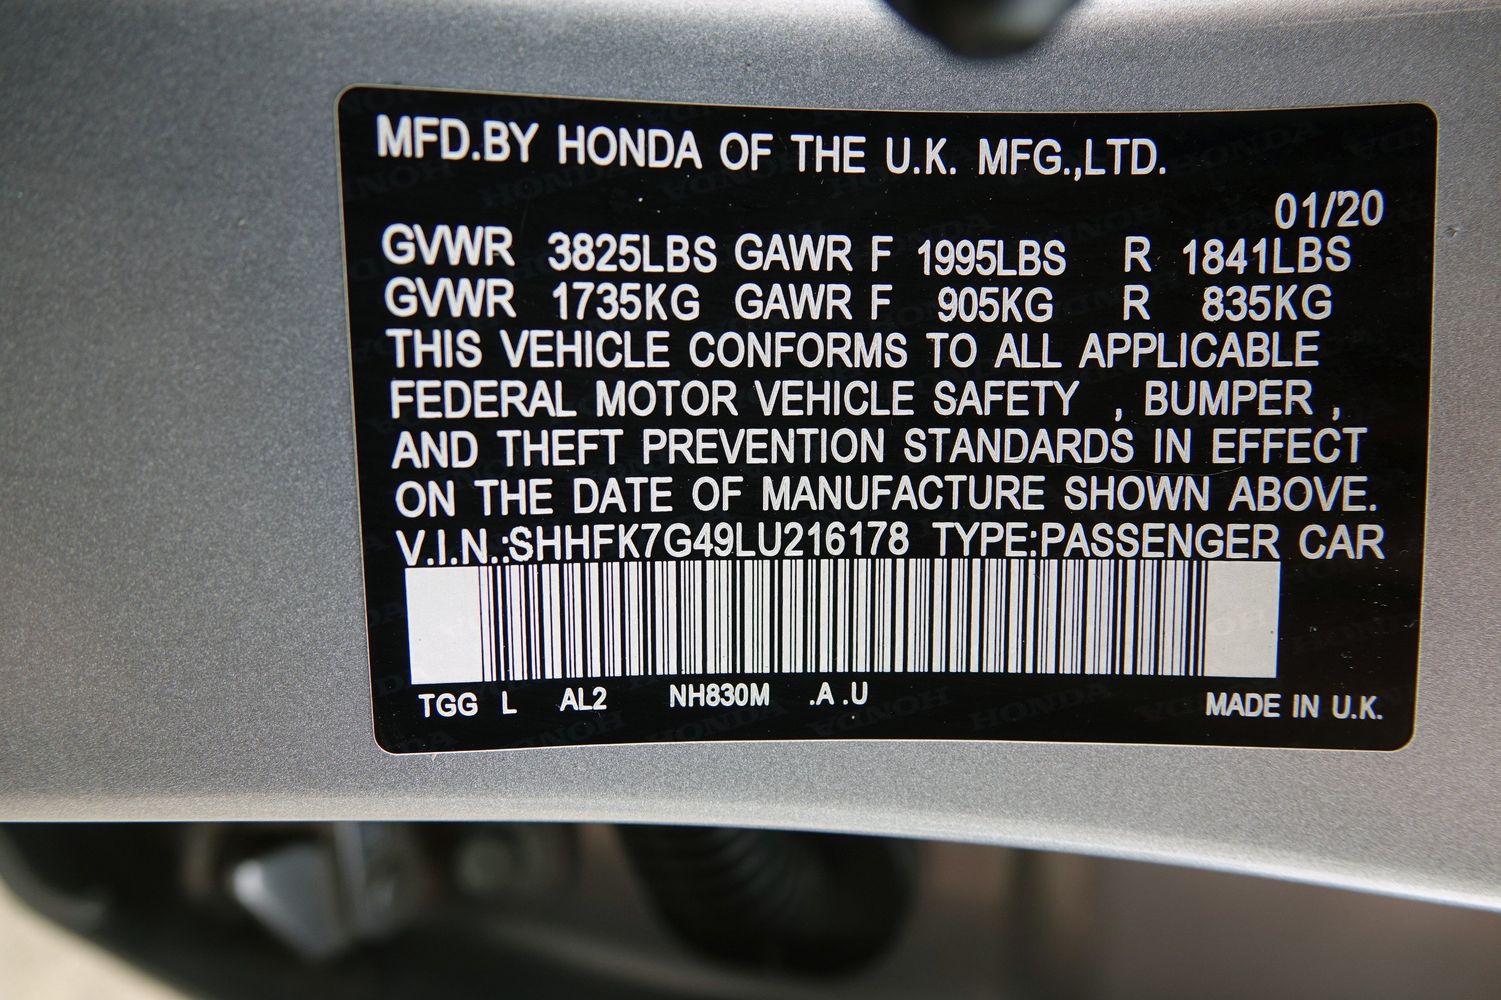 MFD.BY HONDA OF THE U.K. MFG.,LTD.
01/20
GVWR 3825LBS GAWR F 1995LBS R 1841LBS
GVWR 1735KG GAWR F 905KG R 835KG
THIS VEHICLE CONFORMS TO ALL APPLICABLE
FEDERAL MOTOR VEHICLE SAFETY , BUMPER ,
AND THEFT PREVENTION STANDARDS IN EFFECT
ON THE DATE OF MANUFACTURE SHOWN ABOVE.
V.I.N.:SHHFK7G49LU216178 TYPE:PASSENGER CAR
TGG L AL2 NH830M .A .U MADE IN U.K.